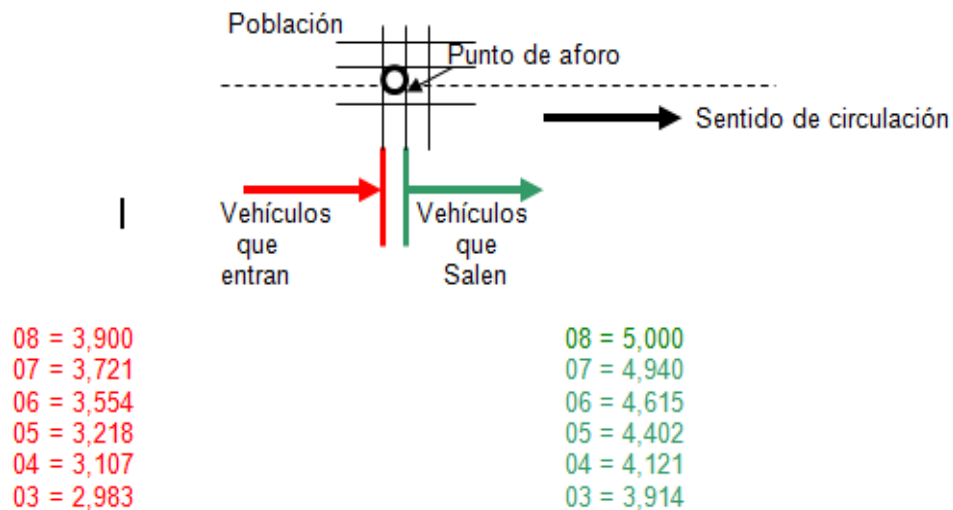 Población
Punto de aforo
Sentido de circulación
Vehículos
que
entran
Vehículos
que
Salen
08 = 3,900
07 = 3,721
06 = 3,554
05 = 3,218
04 = 3,107
03 = 2,983
08 = 5,000
07 = 4,940
06 = 4,615
05 = 4,402
04 = 4,121
03 = 3,914